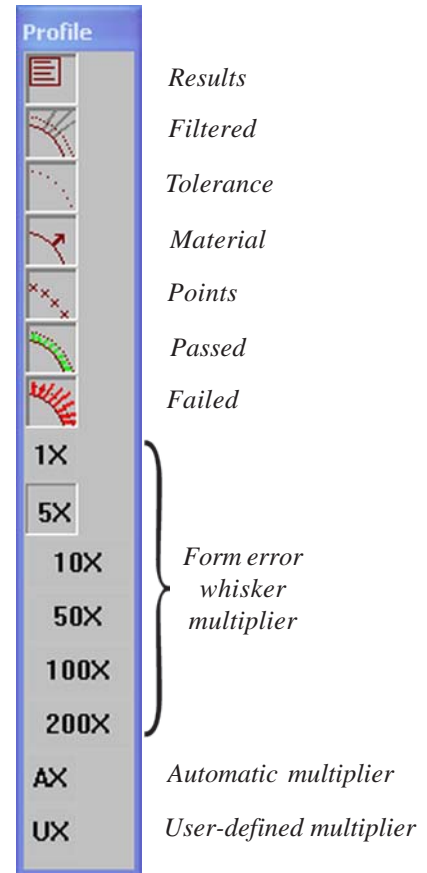 Profile
Results
Filtered
Tolerance
Material
Points
Passed
Failed
1X
5X
10X
50X
100X
200X
Form error
whisker
multiplier
AX Automatic multiplier
UX User-defined multiplier